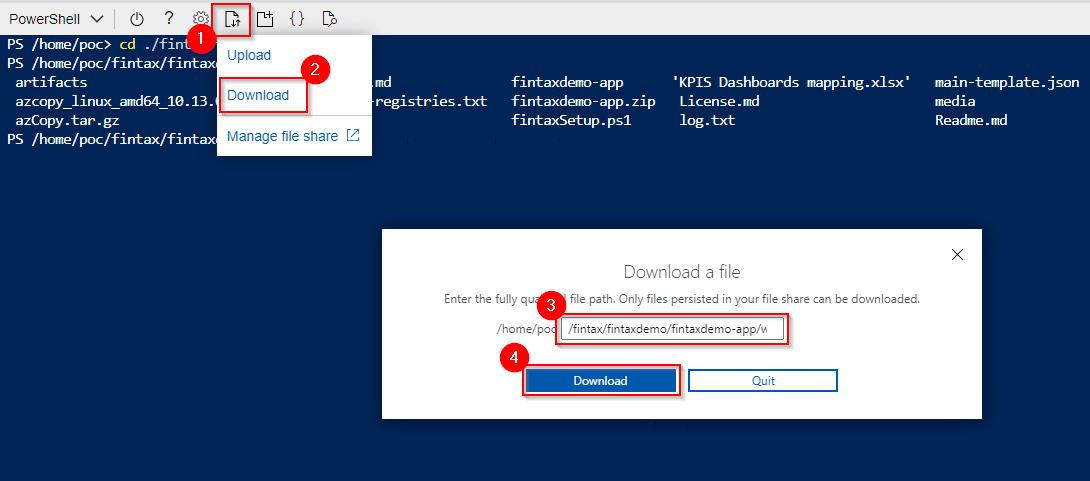 PowerShell ? {}
1
PS /home/poc> cd ./fint
Upload
PS /home/poc/fintax/fintax
2
artifacts .md fintaxdemo-app 'KPIS Dashboards mapping.xlsx' main-template.json
Download
azcopy_linux_amd64_10.13. -registries.txt fintaxdemo-app.zip License.md media
azCopy.tar.gz fintaxSetup.ps1 log.txt Readme.md
Manage file share
PS /home/poc/fintax/fintax
Download a file
Enter the fully qua l file path. Only files persisted in your file share can be downloaded.
3
/home/poc /fintax/fintaxdemo/fintaxdemo-app/w
4
Download Quit